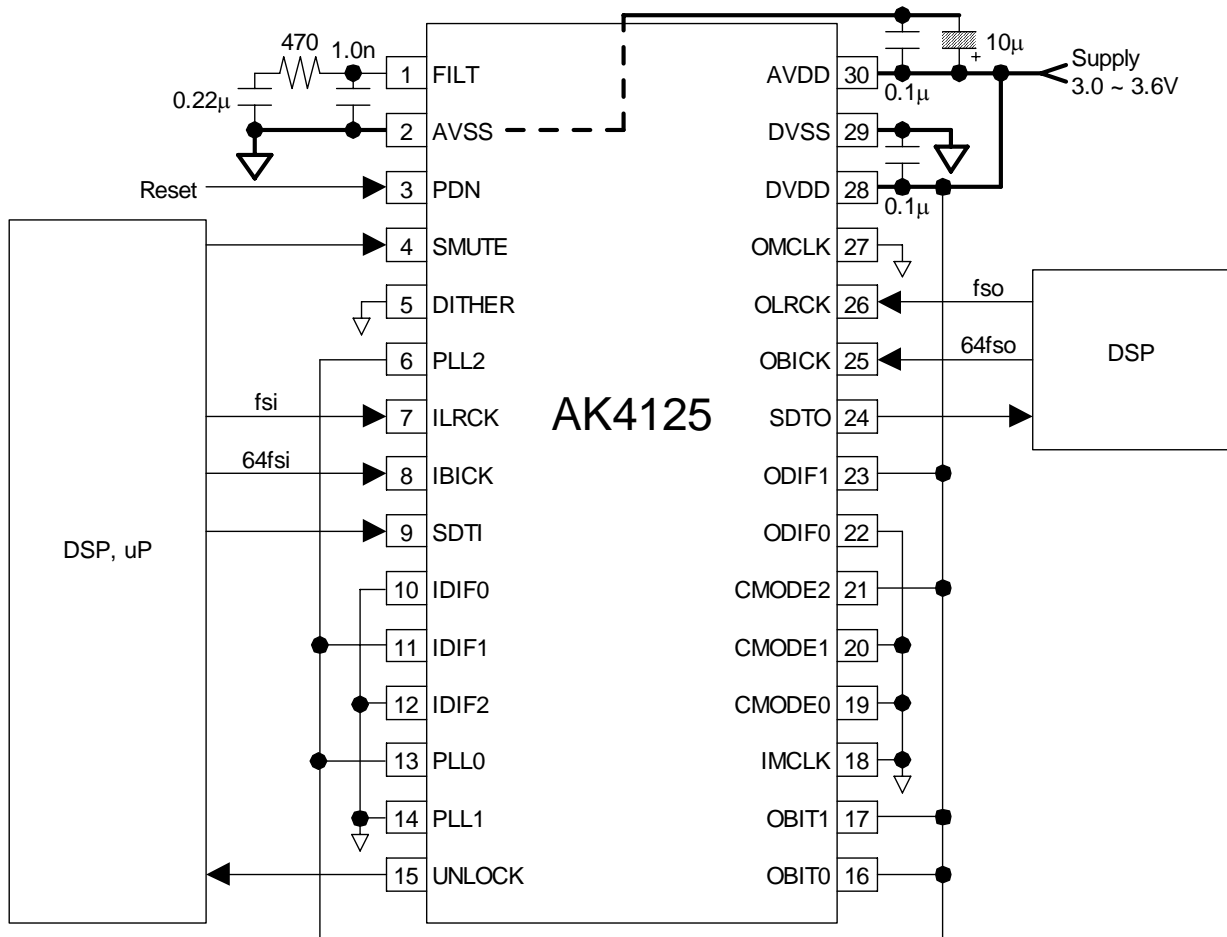 470
1.0n
0.22μ
1 FILT
2 AVSS
Reset
3 PDN
4 SMUTE
5 DITHER
6 PLL2
fsi
7 ILRCK
64fsi
8 IBICK
9 SDTI
DSP, uP
10 IDIF0
11 IDIF1
12 IDIF2
13 PLL0
14 PLL1
15 UNLOCK
AK4125
10μ
+
Supply
3.0 ~ 3.6V
AVDD 30
0.1μ
DVSS 29
DVDD 28
0.1μ
OMCLK 27
fso
OLRCK 26
64fso
OBICK 25
DSP
SDTO 24
ODIF1 23
ODIF0 22
CMODE2 21
CMODE1 20
CMODE0 19
IMCLK 18
OBIT1 17
OBIT0 16